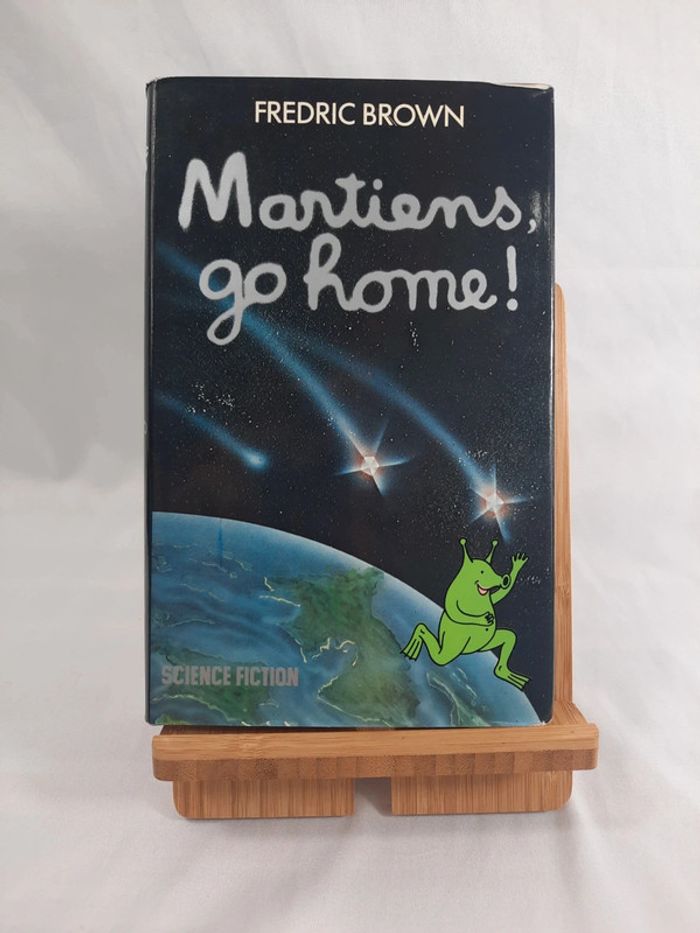 FREDRIC BROWN
Martiens,
go home!
SCIENCE FICTION